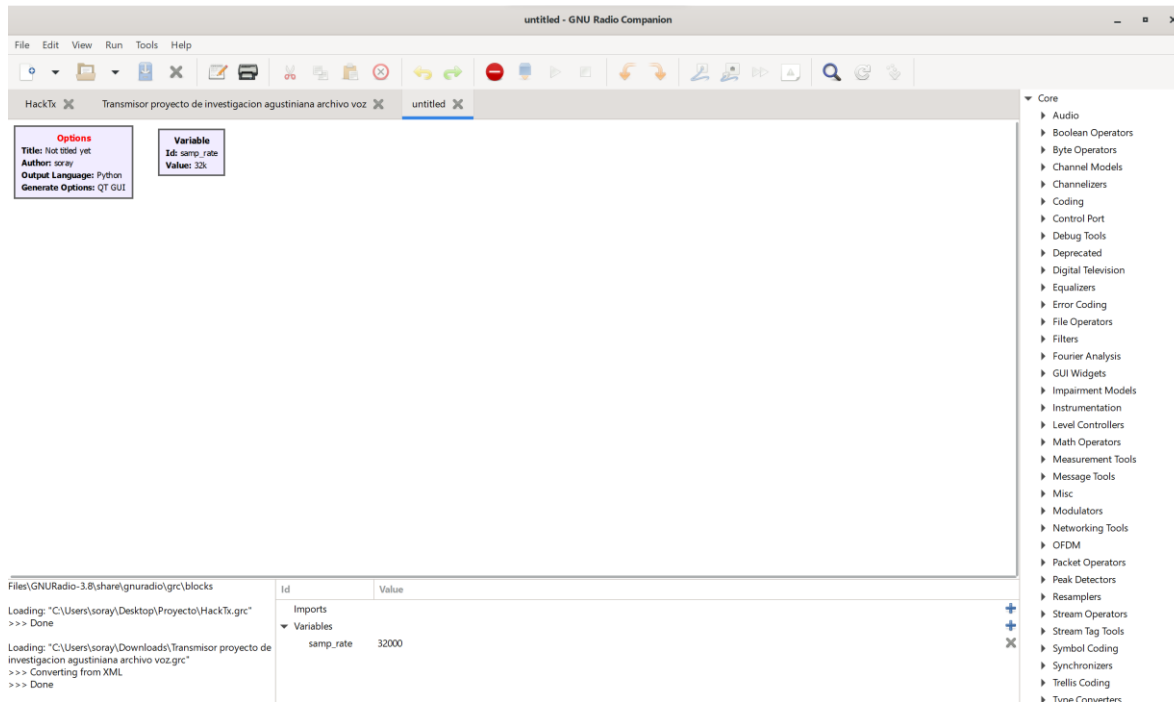 untitled - GNU Radio Companion
File Edit View Run Tools Help
HackTx
Transmisor proyecto de investigacion agustiniana archivo voz
untitled
Options
Title: Not titled yet
Author: soray
Output Language: Python
Generate Options: QT GUI
Variable
Id: samp_rate
Value: 32k
Core
Audio
Boolean Operators
Byte Operators
Channel Models
Channelizers
Coding
Control Port
Debug Tools
Deprecated
Digital Television
Equalizers
Error Coding
File Operators
Filters
Fourier Analysis
GUI Widgets
Impairment Models
Instrumentation
Level Controllers
Math Operators
Measurement Tools
Message Tools
Misc
Modulators
Networking Tools
OFDM
Packet Operators
Peak Detectors
Resamplers
Stream Operators
Stream Tag Tools
Symbol Coding
Synchronizers
Trellis Coding
Type Converters
Files\GNURadio-3.8\share\gnuradio\grc\blocks
Loading: "C:\Users\soray\Desktop\Proyecto\HackTx.grc"
>>> Done
Loading: "C:\Users\soray\Downloads\Transmisor proyecto de
investigacion agustiniana archivo voz.grc"
>>> Converting from XML
>>> Done
Id Value
Imports
Variables
samp_rate 32000